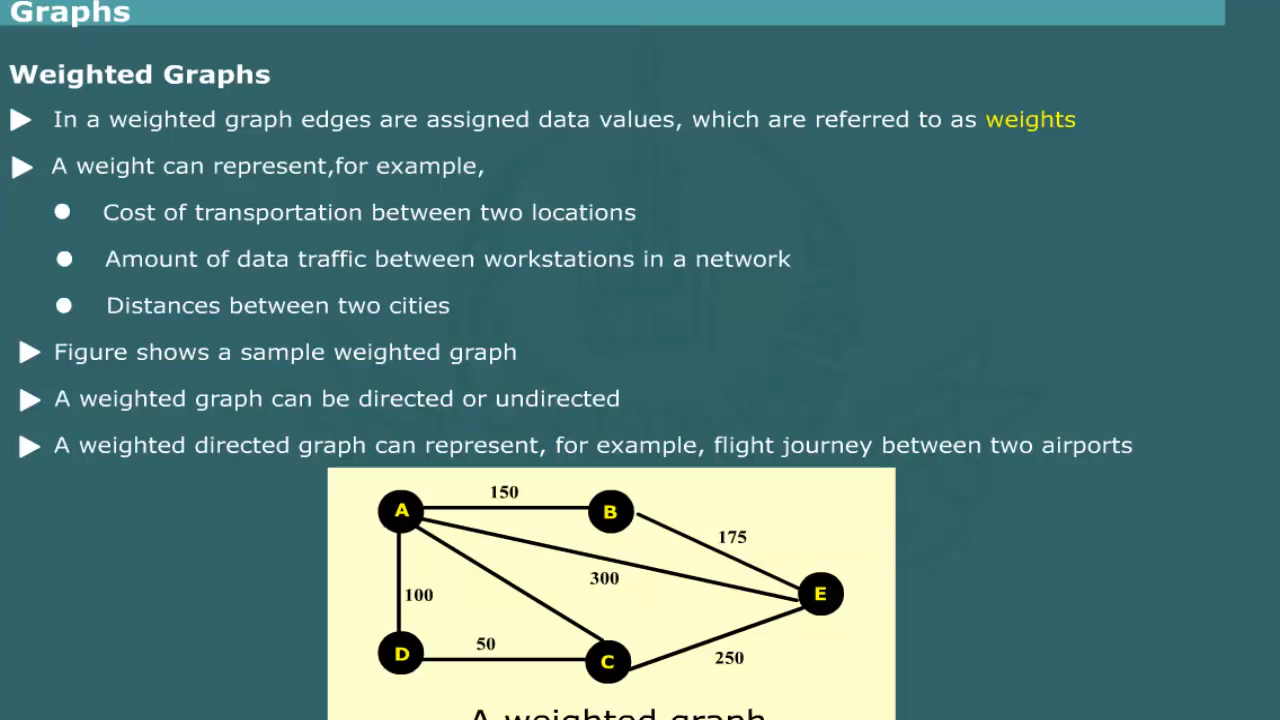 Graphs
Weighted Graphs
In a weighted graph edges are assigned data values, which are referred to as weights
A weight can represent,for example,
Cost of transportation between two locations
Amount of data traffic between workstations in a network
Distances between two cities
Figure shows a sample weighted graph
A weighted graph can be directed or undirected
A weighted directed graph can represent, for example, flight journey between two airports
150
A
B
175
300
E
100
50
D
C
250
A weighted graph